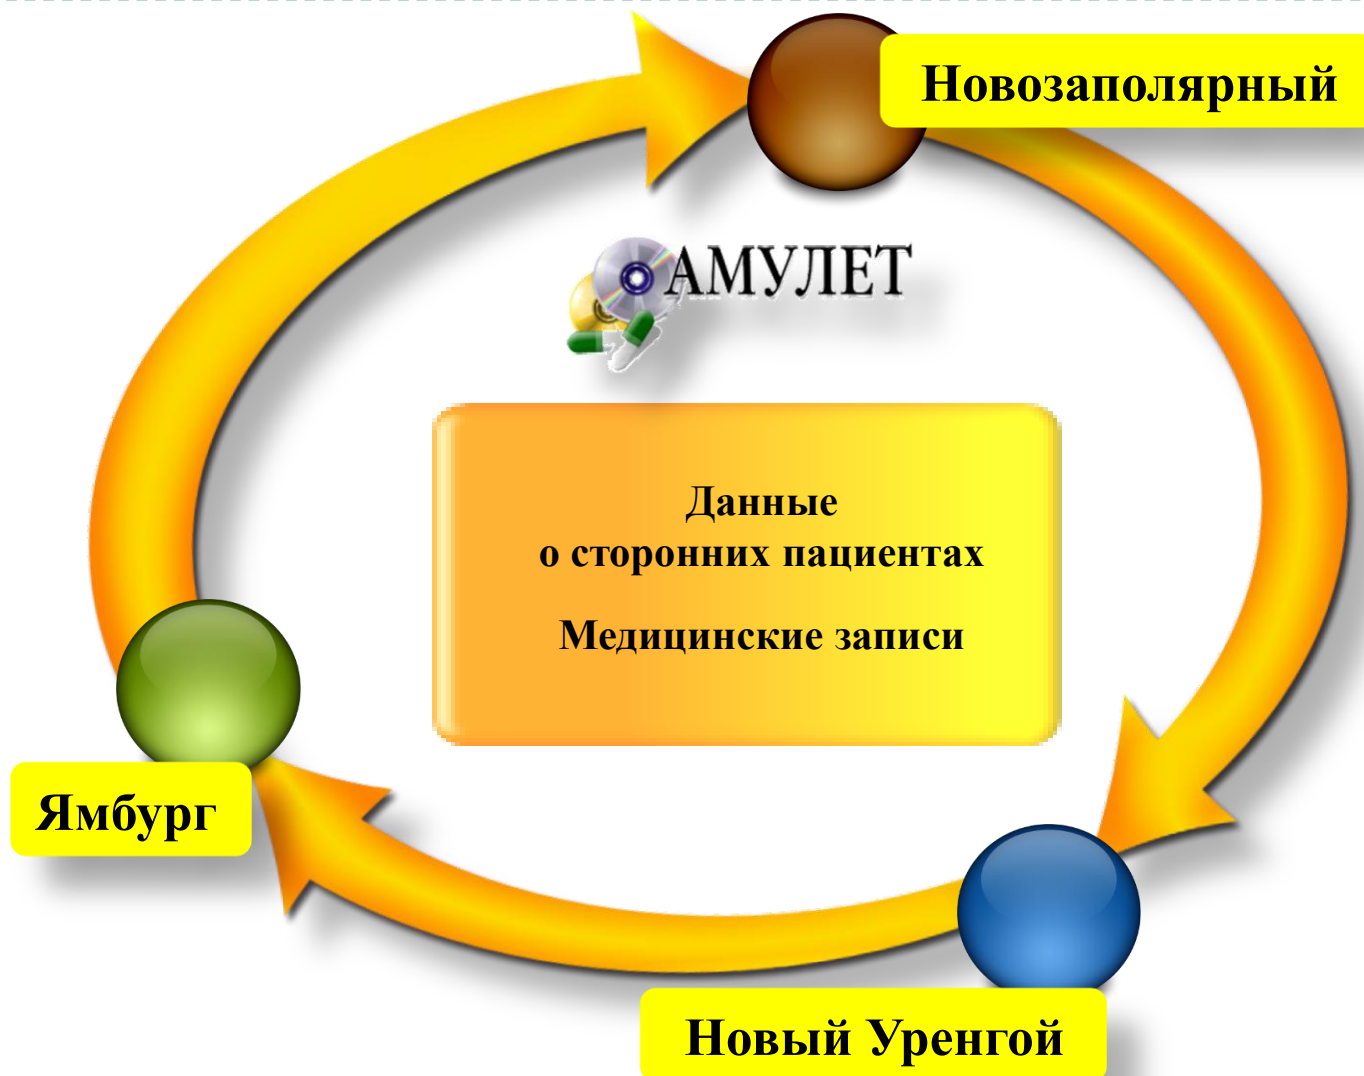 Новозаполярный
АМУЛЕТ
Данные
о сторонних пациентах
Медицинские записи
Ямбург
Новый Уренгой